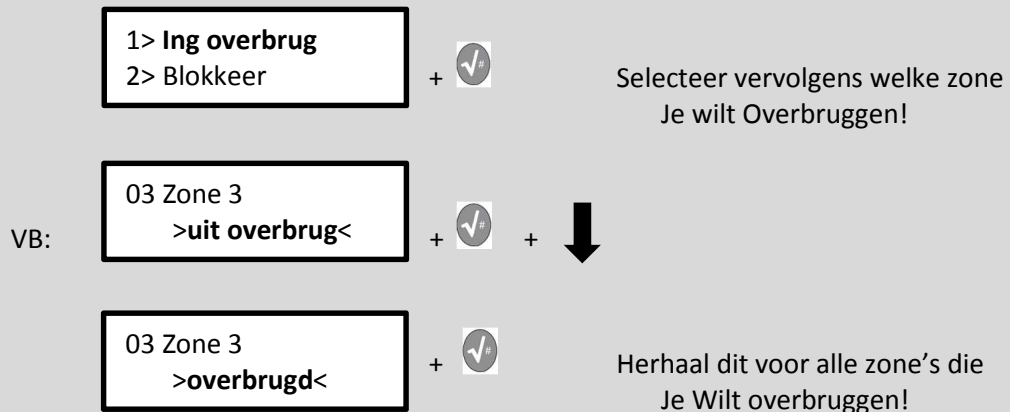 1> Ing overbrug
2> Blokkeer
+ √#
Selecteer vervolgens welke zone
Je wilt Overbruggen!
VB:
03 Zone 3
>uit overbrug<
+ √# +
03 Zone 3
>overbrugd<
+ √#
Herhaal dit voor alle zone’s die
Je Wilt overbruggen!